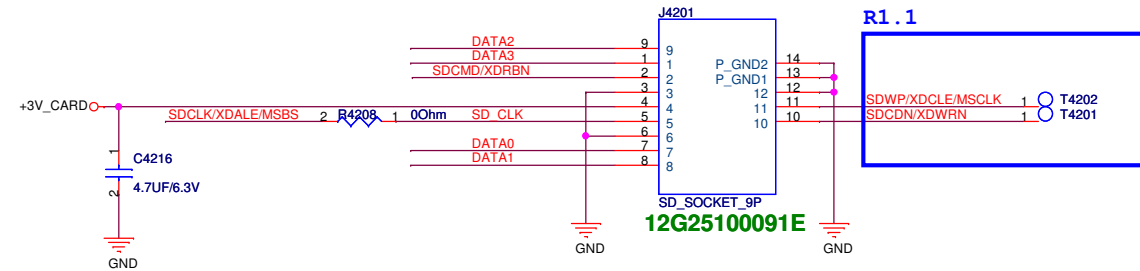 R1.1
J4201
DATA2 9 9 P_GND2 14
DATA3 1 1 P_GND1 13
SDCMD/XDRBN 2 2 12 12
3 3 11 11 SDWP/XDCLE/MSCLK 1 T4202
+3V_CARD 4 4 10 10 SDCDN/XDWRN 1 T4201
SDCLK/XDALE/MSBS 2 R4208 1 0Ohm SD_CLK 5 5
6 6
DATA0 7 7
DATA1 8 8
1
C4216
4.7UF/6.3V
2
SD_SOCKET_9P
12G25100091E
GND
GND
GND